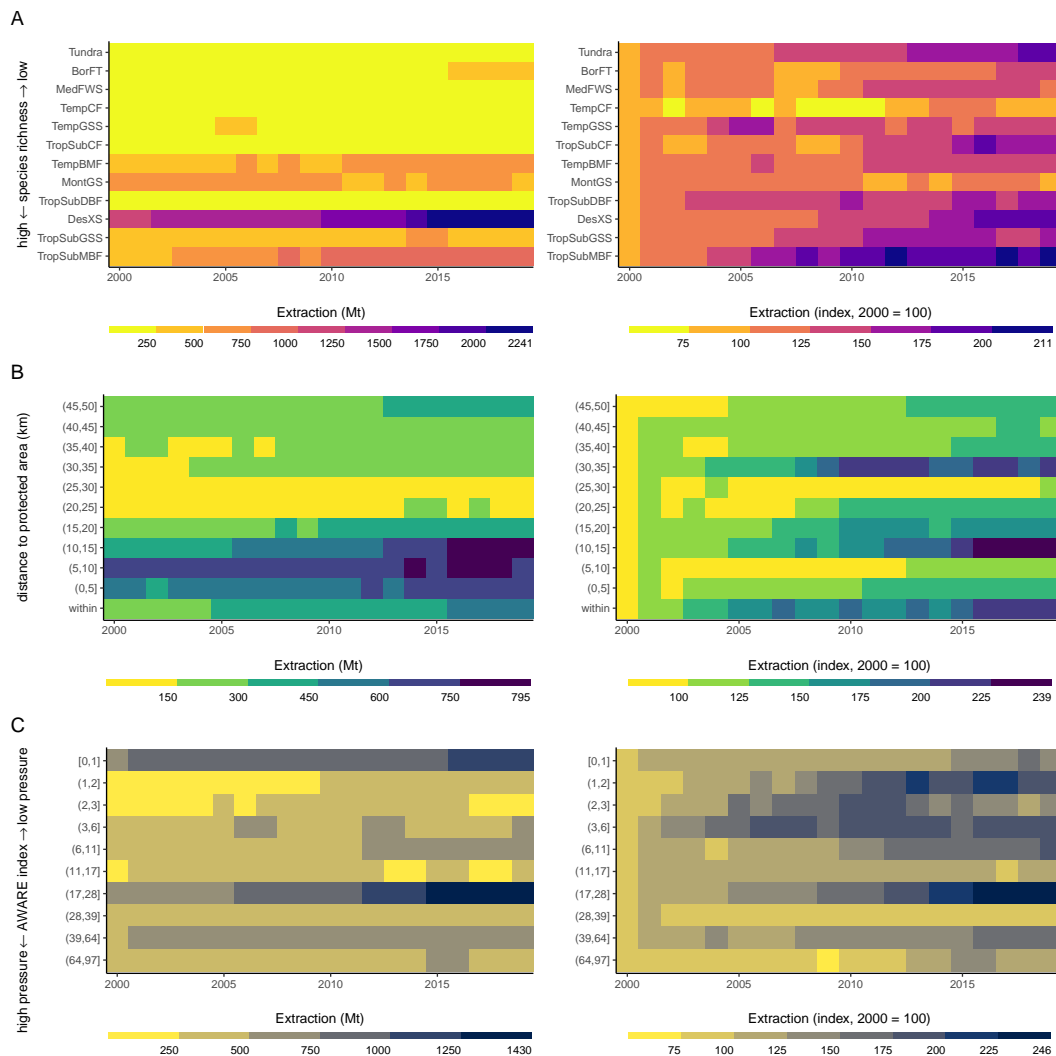 A
high ← species richness → low
Tundra
BorFT
MedFWS
TempCF
TempGSS
TropSubCF
TempBMF
MontGS
TropSubDBF
DesXS
TropSubGSS
TropSubMBF
2000 2005 2010 2015
Extraction (Mt)
250 500 750 1000 1250 1500 1750 2000 2241
Tundra
BorFT
MedFWS
TempCF
TempGSS
TropSubCF
TempBMF
MontGS
TropSubDBF
DesXS
TropSubGSS
TropSubMBF
2000 2005 2010 2015
Extraction (index, 2000 = 100)
75 100 125 150 175 200 211
B
distance to protected area (km)
(45,50]
(40,45]
(35,40]
(30,35]
(25,30]
(20,25]
(15,20]
(10,15]
(5,10]
(0,5]
within
2000 2005 2010 2015
Extraction (Mt)
150 300 450 600 750 795
(45,50]
(40,45]
(35,40]
(30,35]
(25,30]
(20,25]
(15,20]
(10,15]
(5,10]
(0,5]
within
2000 2005 2010 2015
Extraction (index, 2000 = 100)
100 125 150 175 200 225 239
C
high pressure ← AWARE index → low pressure
[0,1]
(1,2]
(2,3]
(3,6]
(6,11]
(11,17]
(17,28]
(28,39]
(39,64]
(64,97]
2000 2005 2010 2015
Extraction (Mt)
250 500 750 1000 1250 1430
[0,1]
(1,2]
(2,3]
(3,6]
(6,11]
(11,17]
(17,28]
(28,39]
(39,64]
(64,97]
2000 2005 2010 2015
Extraction (index, 2000 = 100)
75 100 125 150 175 200 225 246